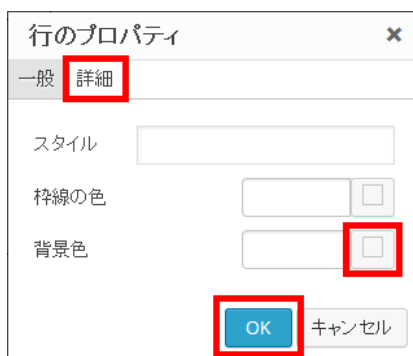 行のプロパティ ×
一般 詳細
スタイル
枠線の色
背景色
OK キャンセル